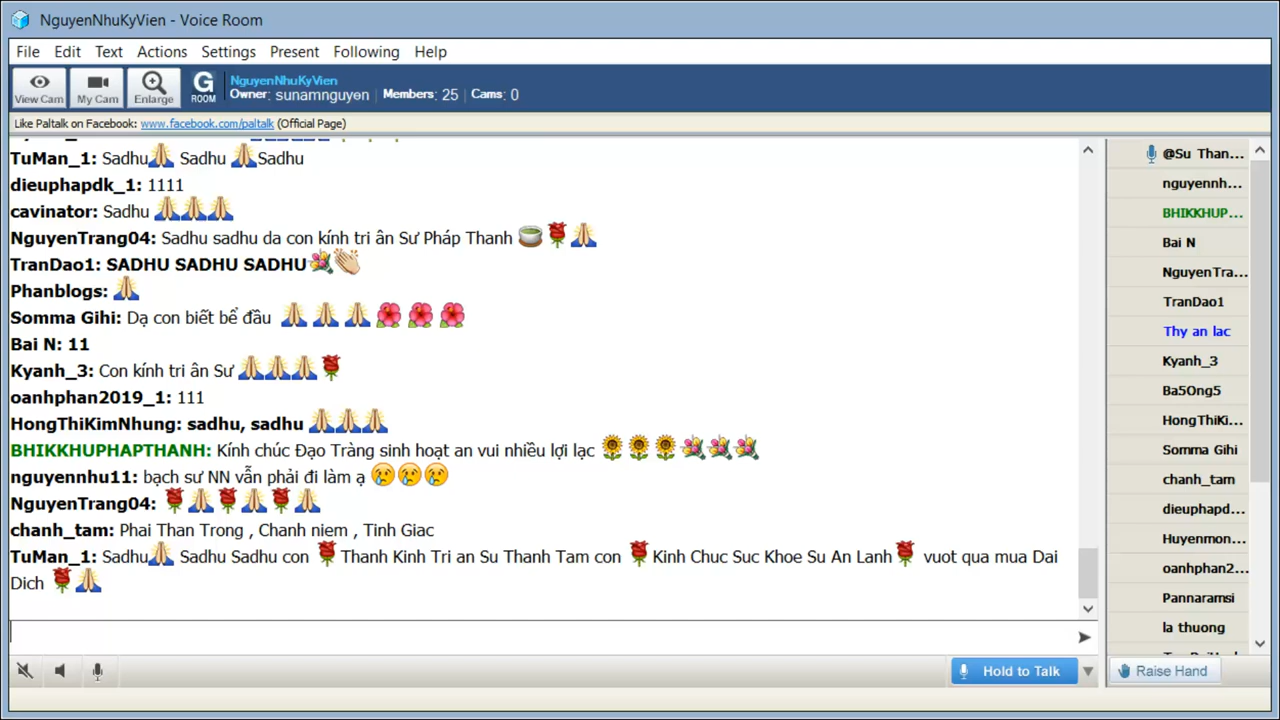 NguyenNhuKyVien - Voice Room
File Edit Text Actions Settings Present Following Help
View Cam My Cam Enlarge G ROOM
NguyenNhuKyVien
Owner: sunamnguyen Members: 25 Cams: 0
Like Paltalk on Facebook: www.facebook.com/paltalk (Official Page)
TuMan_1: Sadhu🙏 Sadhu 🙏Sadhu
dieuphapdk_1: 1111
cavinator: Sadhu 🙏🙏🙏
NguyenTrang04: Sadhu sadhu da con kính tri ân Sư Pháp Thanh 🍵🌹🙏
TranDao1: SADHU SADHU SADHU💐👏
Phanblogs: 🙏
Somma Gihi: Dạ con biết bể đầu 🙏🙏🙏🌺🌺🌺
Bai N: 11
Kyanh_3: Con kính tri ân Sư 🙏🙏🙏🌹
oanhphan2019_1: 111
HongThiKimNhung: sadhu, sadhu 🙏🙏🙏
BHIKKHUPHAPTHANH: Kính chúc Đạo Tràng sinh hoạt an vui nhiều lợi lạc 🌻🌻🌻💐💐💐
nguyennhu11: bạch sư NN vẫn phải đi làm ạ 😢😢😢
NguyenTrang04: 🌹🙏🌹🙏🌹🙏
chanh_tam: Phai Than Trong , Chanh niem , Tinh Giac
TuMan_1: Sadhu🙏 Sadhu Sadhu con 🌹Thanh Kinh Tri an Su Thanh Tam con 🌹Kinh Chuc Suc Khoe Su An Lanh🌹 vuot qua mua Dai
Dich 🌹🙏
@Su Than...
nguyennh...
BHIKKHUP...
Bai N
NguyenTra...
TranDao1
Thy an lac
Kyanh_3
Ba5Ong5
HongThiKi...
Somma Gihi
chanh_tam
dieuphapd...
Huyenmon...
oanhphan2...
Pannaramsi
la thuong
Hold to Talk
Raise Hand